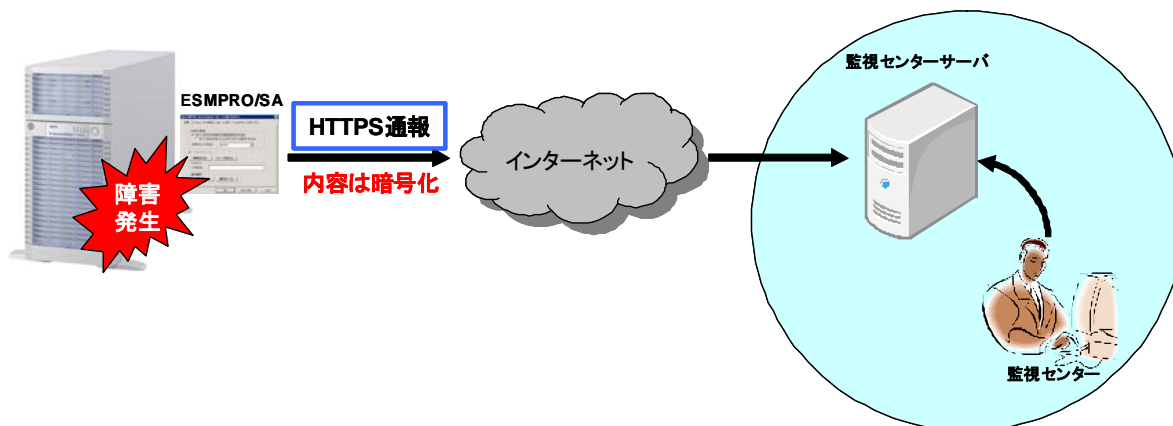 監視センターサーバ
ESMPRO/SA
HTTPS通報
インターネット
内容は暗号化
障害
発生
監視センター